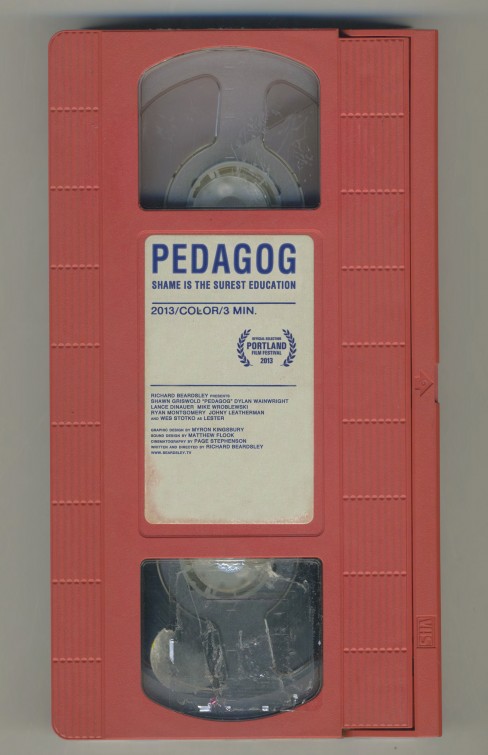 PEDAGOG
SHAME IS THE SUREST EDUCATION
2013/COLOR/3 MIN.
OFFICIAL SELECTION
PORTLAND
FILM FESTIVAL
2013
RICHARD BEARDSLEY PRESENTS
SHAWN GRISWOLD "PEDAGOG" DYLAN WAINWRIGHT
LANCE DINAUER MIKE WROBLEWSKI
RYAN MONTGOMERY JOHNY LEATHERMAN
AND WES STOTKO AS LESTER
GRAPHIC DESIGN BY MYRON KINGSBURY
SOUND DESIGN BY MATTHEW FLOOK
CINEMATOGRAPHY BY PAGE STEPHENSON
WRITTEN AND DIRECTED BY RICHARD BEARDSLEY
WWW.BEARDSLEY.TV
VHS